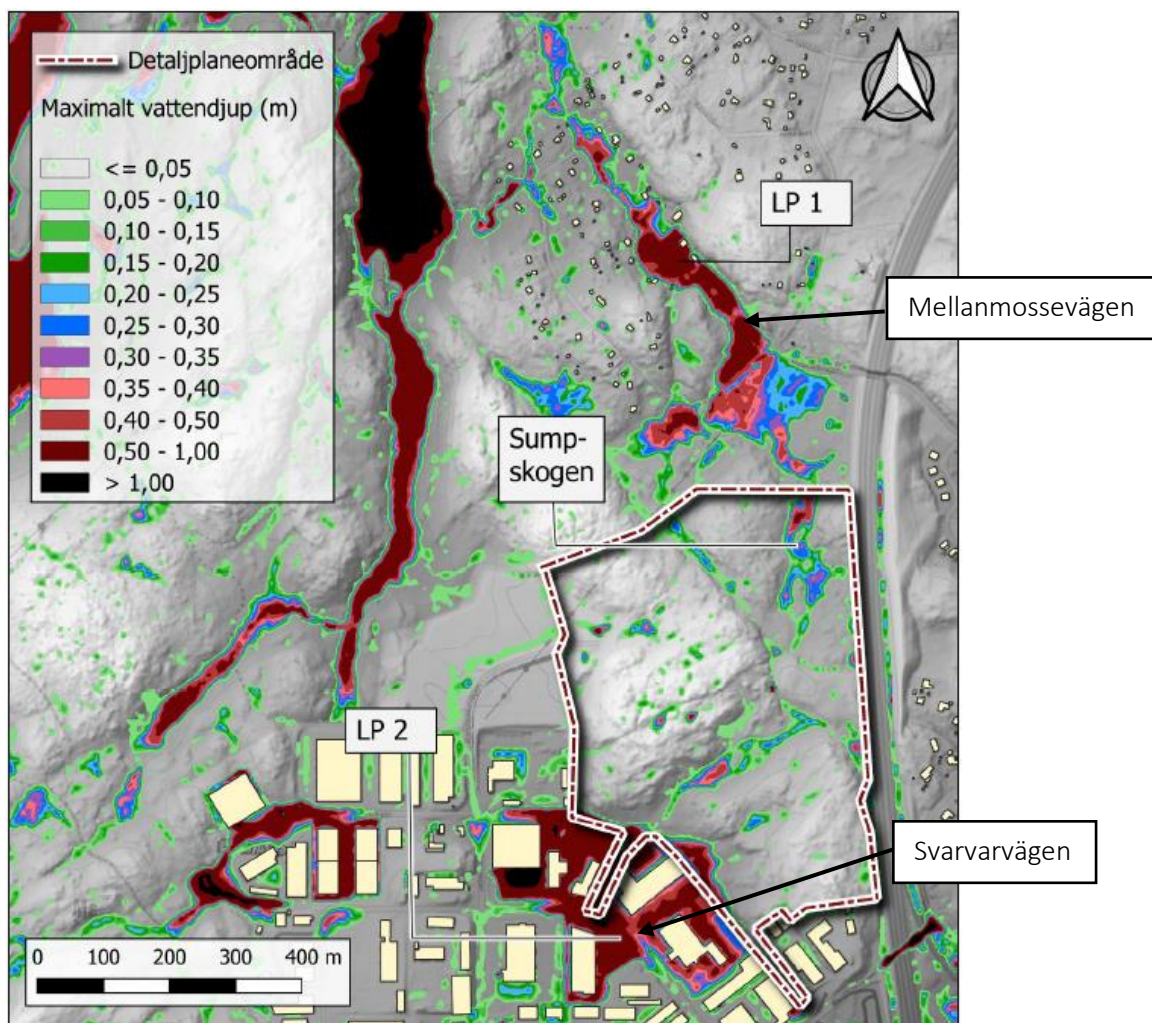 Detaljplaneområde
Maximalt vattendjup (m)
<= 0,05
0,05 - 0,10
0,10 - 0,15
0,15 - 0,20
0,20 - 0,25
0,25 - 0,30
0,30 - 0,35
0,35 - 0,40
0,40 - 0,50
0,50 - 1,00
> 1,00
LP 1
Mellanmossevägen
Sump-
skogen
LP 2
Svarvarvägen
0 100 200 300 400 m